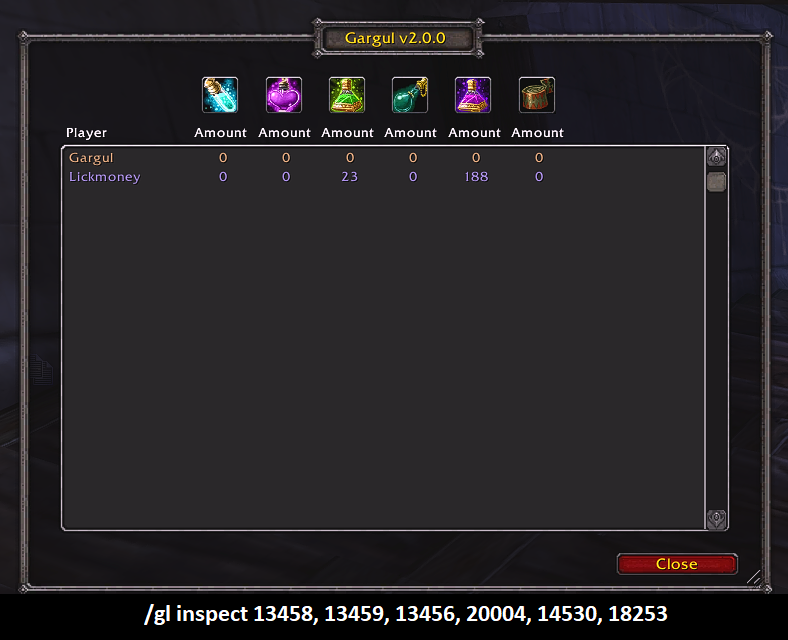 Gargul v2.0.0
Player Amount Amount Amount Amount Amount Amount
Gargul 0 0 0 0 0 0
Lickmoney 0 0 23 0 188 0
Close
/gl inspect 13458, 13459, 13456, 20004, 14530, 18253